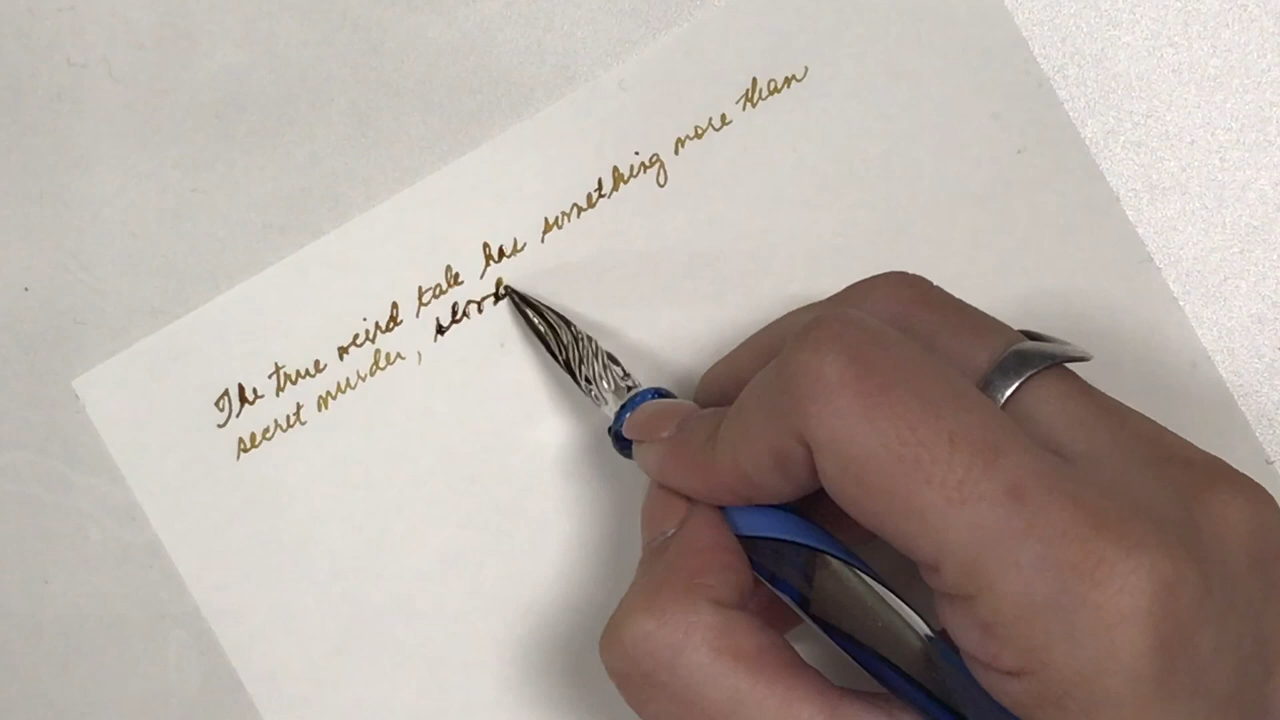 The true weird tale has something more than
secret murder,